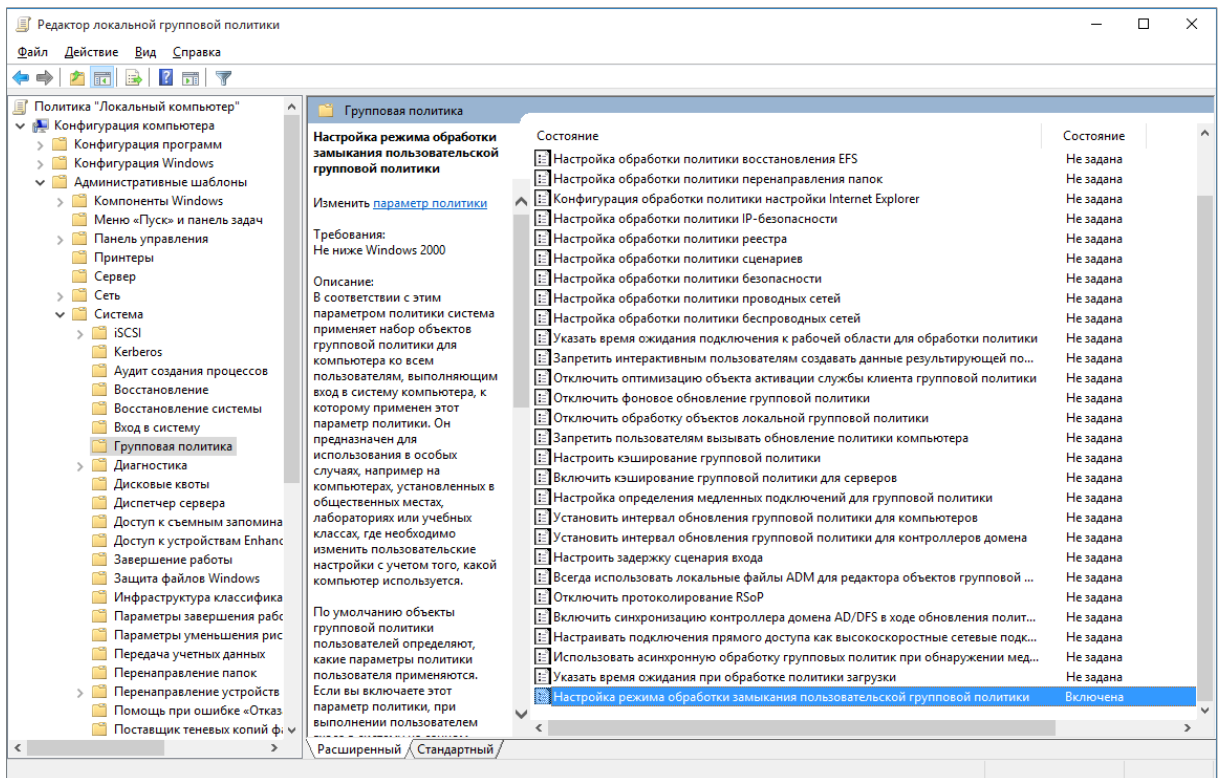 Редактор локальной групповой политики
Файл Действие Вид Справка
Политика "Локальный компьютер"
Конфигурация компьютера
Конфигурация программ
Конфигурация Windows
Административные шаблоны
Компоненты Windows
Меню «Пуск» и панель задач
Панель управления
Принтеры
Сервер
Сеть
Система
iSCSI
Kerberos
Аудит создания процессов
Восстановление
Восстановление системы
Вход в систему
Групповая политика
Диагностика
Дисковые квоты
Диспетчер сервера
Доступ к съемным запомина
Доступ к устройствам Enhanc
Завершение работы
Защита файлов Windows
Инфраструктура классифика
Параметры завершения рабо
Параметры уменьшения рис
Передача учетных данных
Перенаправление папок
Перенаправление устройств
Помощь при ошибке «Отказ
Поставщик теневых копий фа
Групповая политика
Настройка режима обработки
замыкания пользовательской
групповой политики
Изменить параметр политики
Требования:
Не ниже Windows 2000
Описание:
В соответствии с этим
параметром политики система
применяет набор объектов
групповой политики для
компьютера ко всем
пользователям, выполняющим
вход в систему компьютера, к
которому применен этот
параметр политики. Он
предназначен для
использования в особых
случаях, например на
компьютерах, установленных в
общественных местах,
лабораториях или учебных
классах, где необходимо
изменить пользовательские
настройки с учетом того, какой
компьютер используется.
По умолчанию объекты
групповой политики
пользователей определяют,
какие параметры политики
пользователя применяются.
Если вы включаете этот
параметр политики, при
выполнении пользователем
Состояние Состояние
Настройка обработки политики восстановления EFS Не задана
Настройка обработки политики перенаправления папок Не задана
Конфигурация обработки политики настройки Internet Explorer Не задана
Настройка обработки политики IP-безопасности Не задана
Настройка обработки политики реестра Не задана
Настройка обработки политики сценариев Не задана
Настройка обработки политики безопасности Не задана
Настройка обработки политики проводных сетей Не задана
Настройка обработки политики беспроводных сетей Не задана
Указать время ожидания подключения к рабочей области для обработки политики Не задана
Запретить интерактивным пользователям создавать данные результирующей по... Не задана
Отключить оптимизацию объекта активации службы клиента групповой политики Не задана
Отключить фоновое обновление групповой политики Не задана
Отключить обработку объектов локальной групповой политики Не задана
Запретить пользователям вызывать обновление политики компьютера Не задана
Настроить кэширование групповой политики Не задана
Включить кэширование групповой политики для серверов Не задана
Настройка определения медленных подключений для групповой политики Не задана
Установить интервал обновления групповой политики для компьютеров Не задана
Установить интервал обновления групповой политики для контроллеров домена Не задана
Настроить задержку сценария входа Не задана
Всегда использовать локальные файлы ADM для редактора объектов групповой ... Не задана
Отключить протоколирование RSoP Не задана
Включить синхронизацию контроллера домена AD/DFS в ходе обновления полит... Не задана
Настраивать подключения прямого доступа как высокоскоростные сетевые подк... Не задана
Использовать асинхронную обработку групповых политик при обнаружении мед... Не задана
Указать время ожидания при обработке политики загрузки Не задана
Настройка режима обработки замыкания пользовательской групповой политики Включена
Расширенный Стандартный